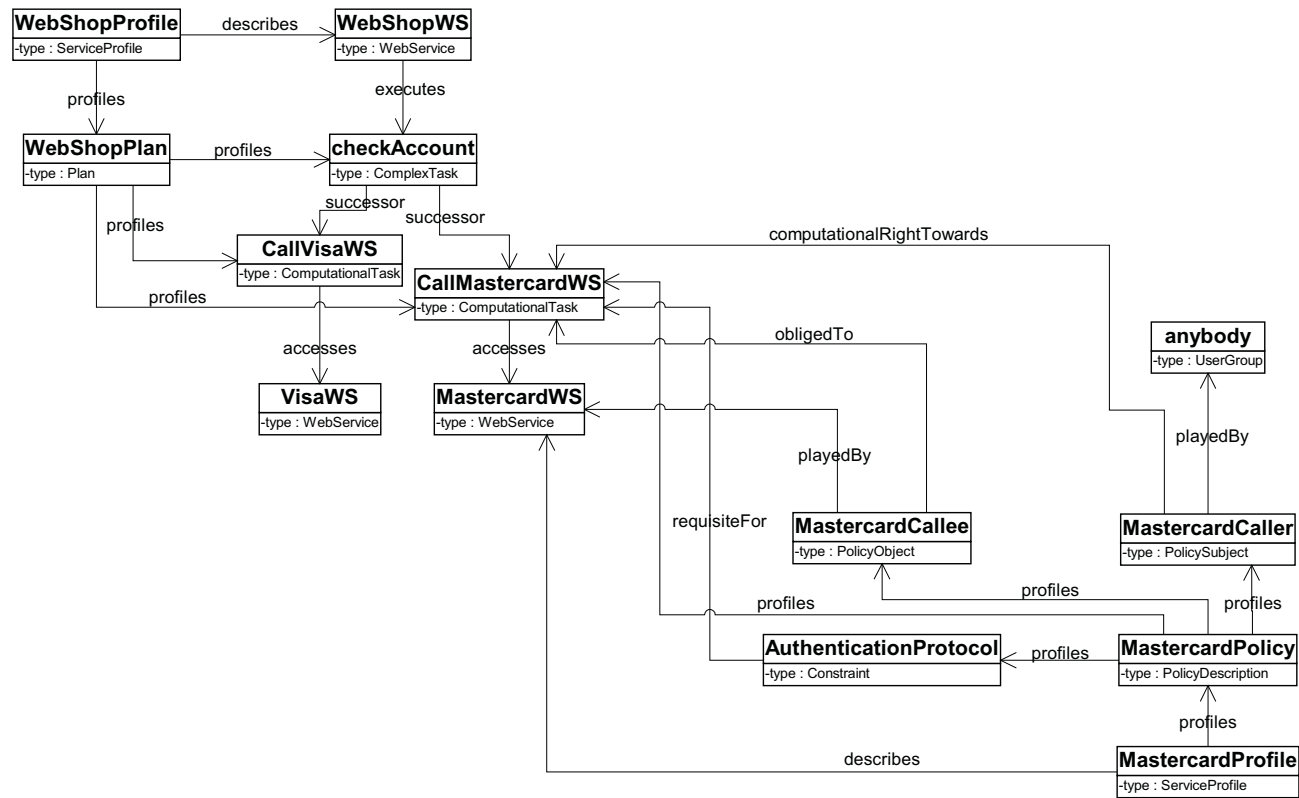 WebShopProfile
-type : ServiceProfile
describes
WebShopWS
-type : WebService
profiles
executes
WebShopPlan
-type : Plan
profiles
checkAccount
-type : ComplexTask
successor
successor
profiles
CallVisaWS
-type : ComputationalTask
computationalRightTowards
CallMastercardWS
-type : ComputationalTask
profiles
obligedTo
anybody
-type : UserGroup
accesses
accesses
VisaWS
-type : WebService
MastercardWS
-type : WebService
playedBy
playedBy
requisiteFor
MastercardCallee
-type : PolicyObject
MastercardCaller
-type : PolicySubject
profiles
profiles
profiles
AuthenticationProtocol
-type : Constraint
profiles
MastercardPolicy
-type : PolicyDescription
profiles
describes
MastercardProfile
-type : ServiceProfile